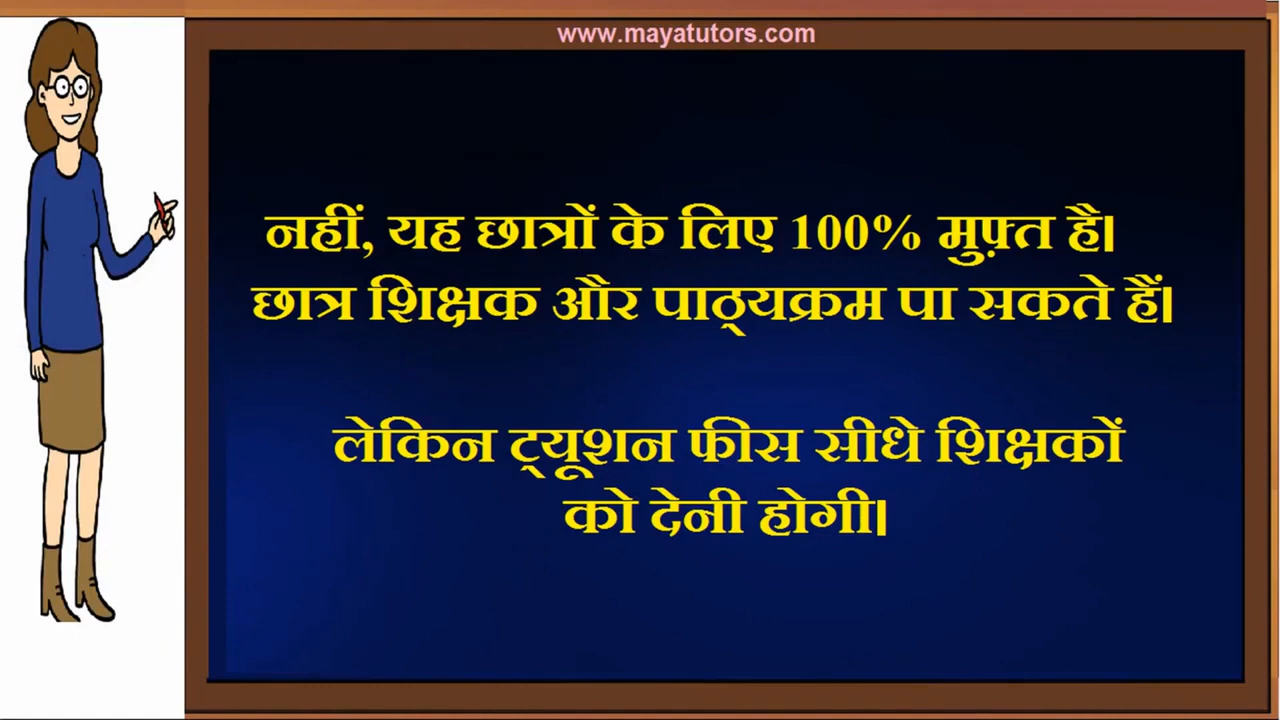 www.mayatutors.com
नहीं, यह छात्रों के लिए 100% मुफ़्त है।
छात्र शिक्षक और पाठ्यक्रम पा सकते हैं।
लेकिन ट्यूशन फीस सीधे शिक्षकों
को देनी होगी।